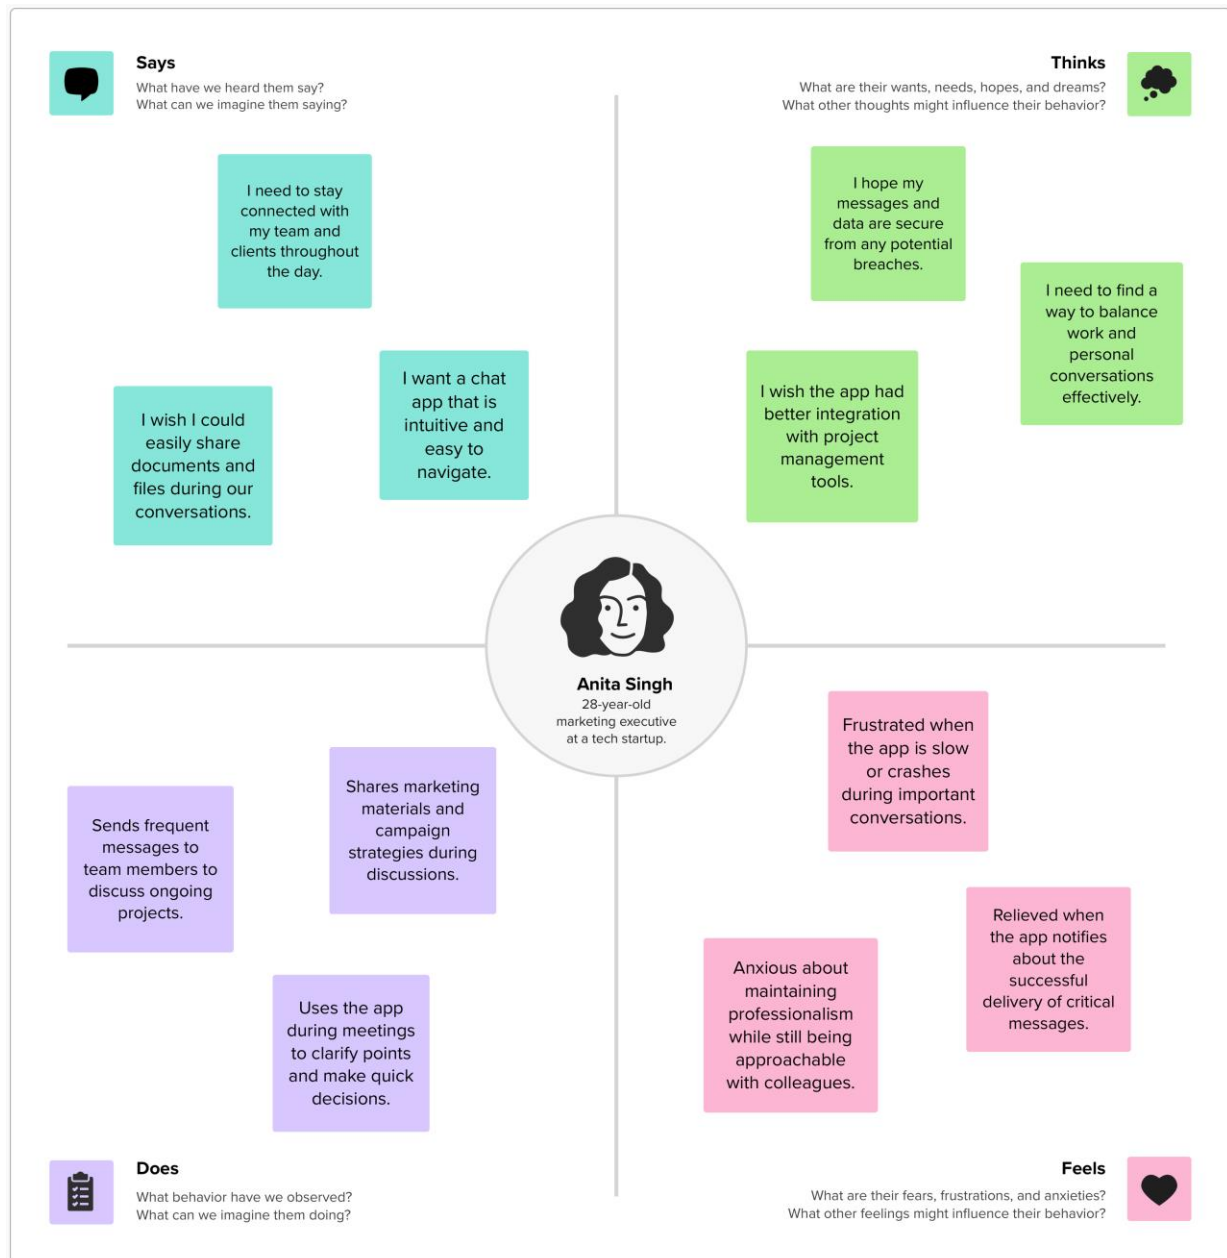 Says
What have we heard them say?
What can we imagine them saying?
I need to stay
connected with
my team and
clients throughout
the day.
I wish I could
easily share
documents and
files during our
conversations.
I want a chat
app that is
intuitive and
easy to
navigate.
Thinks
What are their wants, needs, hopes, and dreams?
What other thoughts might influence their behavior?
I hope my
messages and
data are secure
from any potential
breaches.
I need to find a
way to balance
work and
personal
conversations
effectively.
I wish the app had
better integration
with project
management
tools.
Anita Singh
28-year-old
marketing executive
at a tech startup.
Sends frequent
messages to
team members to
discuss ongoing
projects.
Shares marketing
materials and
campaign
strategies during
discussions.
Uses the app
during meetings
to clarify points
and make quick
decisions.
Does
What behavior have we observed?
What can we imagine them doing?
Frustrated when
the app is slow
or crashes
during important
conversations.
Relieved when
the app notifies
about the
successful
delivery of critical
messages.
Anxious about
maintaining
professionalism
while still being
approachable
with colleagues.
Feels
What are their fears, frustrations, and anxieties?
What other feelings might influence their behavior?